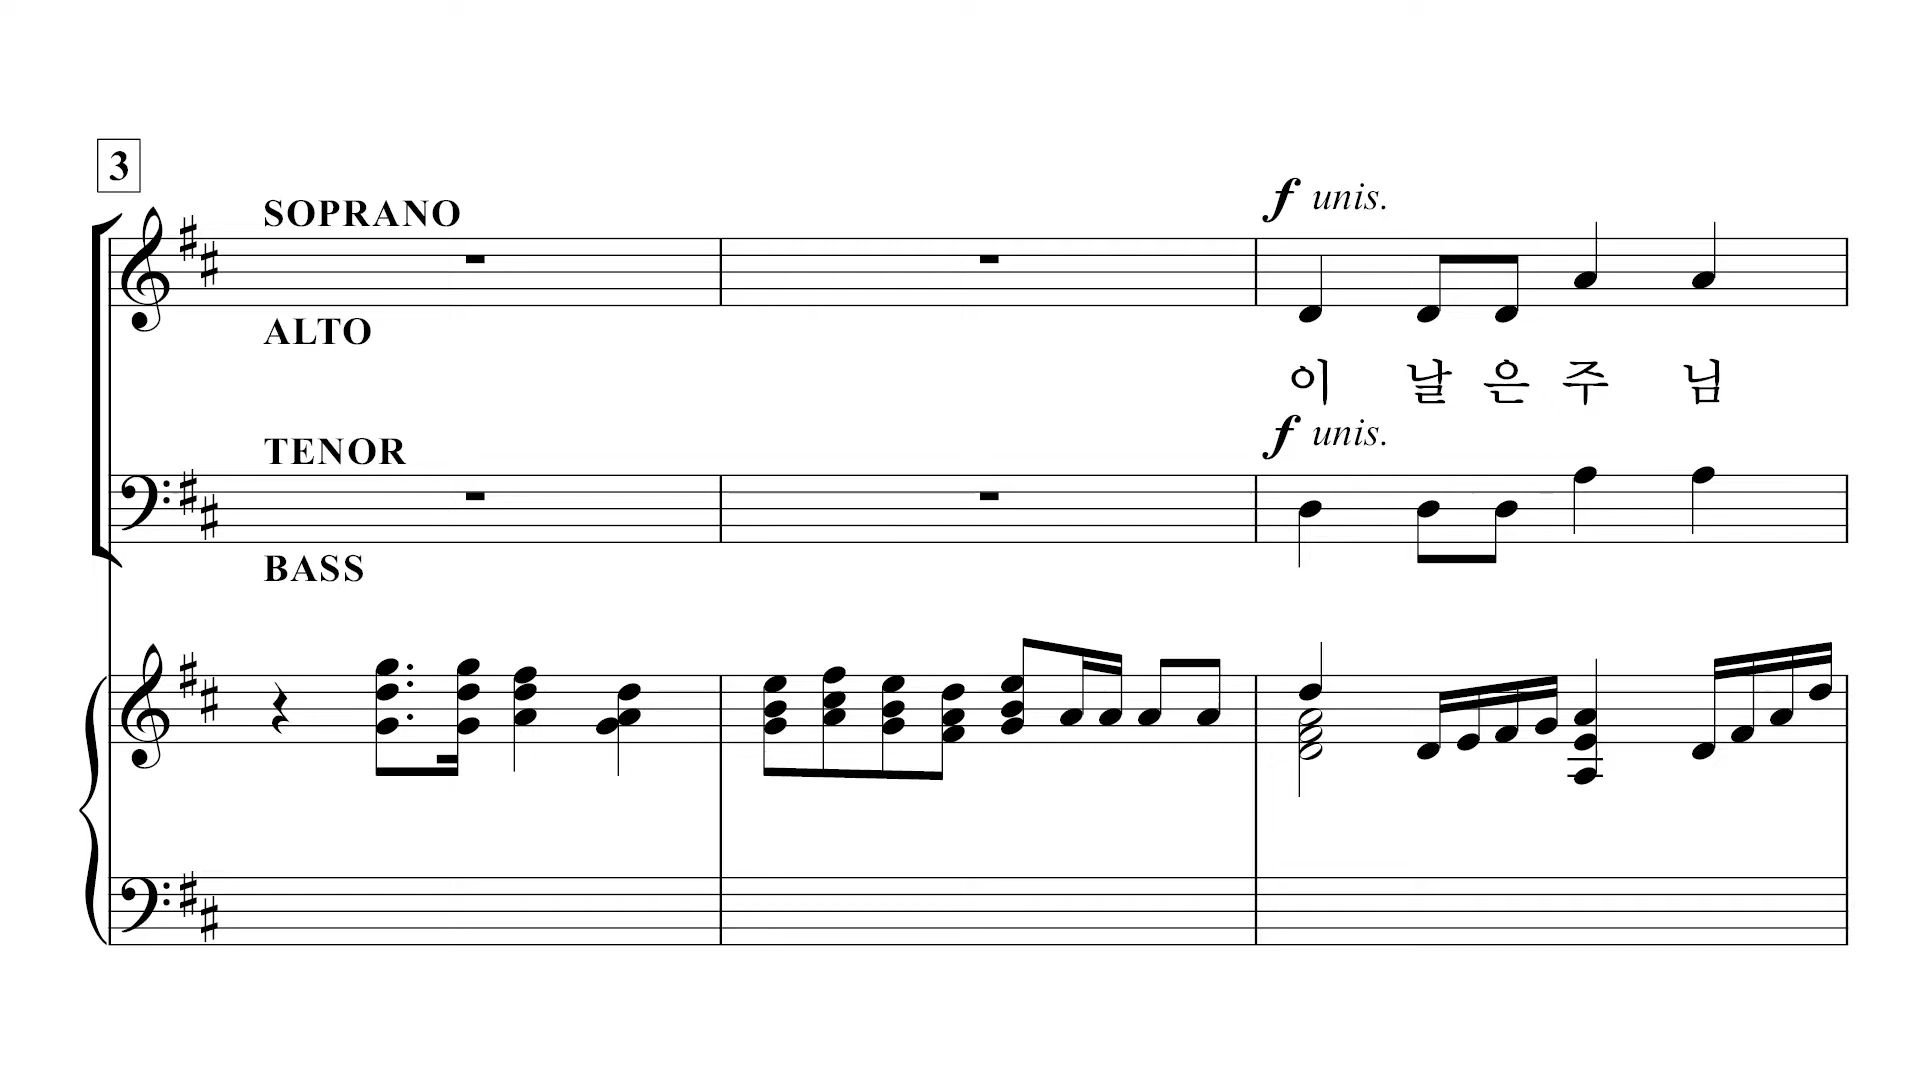 3
SOPRANO
f unis.
ALTO
이 날 은 주 님
f unis.
TENOR
BASS